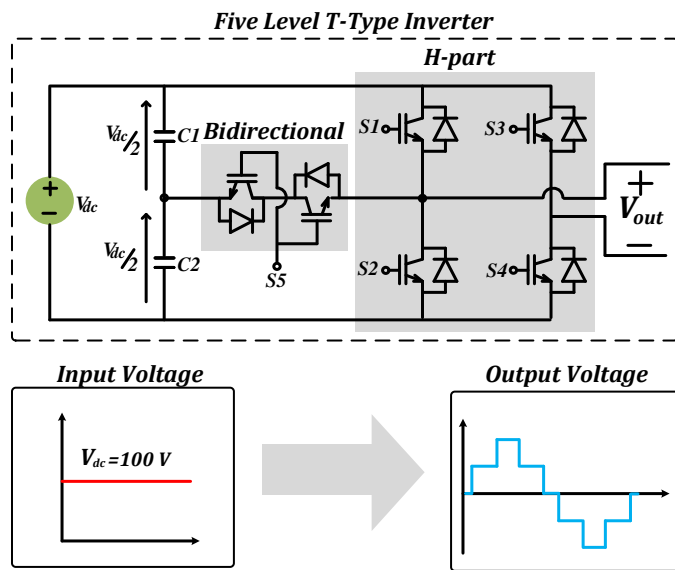 Five Level T-Type Inverter
H-part
S1
S3
Vdc/2
C1
Bidirectional
+
Vdc
−
+
Vout
−
Vdc/2
C2
S5
S2
S4
Input Voltage
Output Voltage
Vdc=100 V